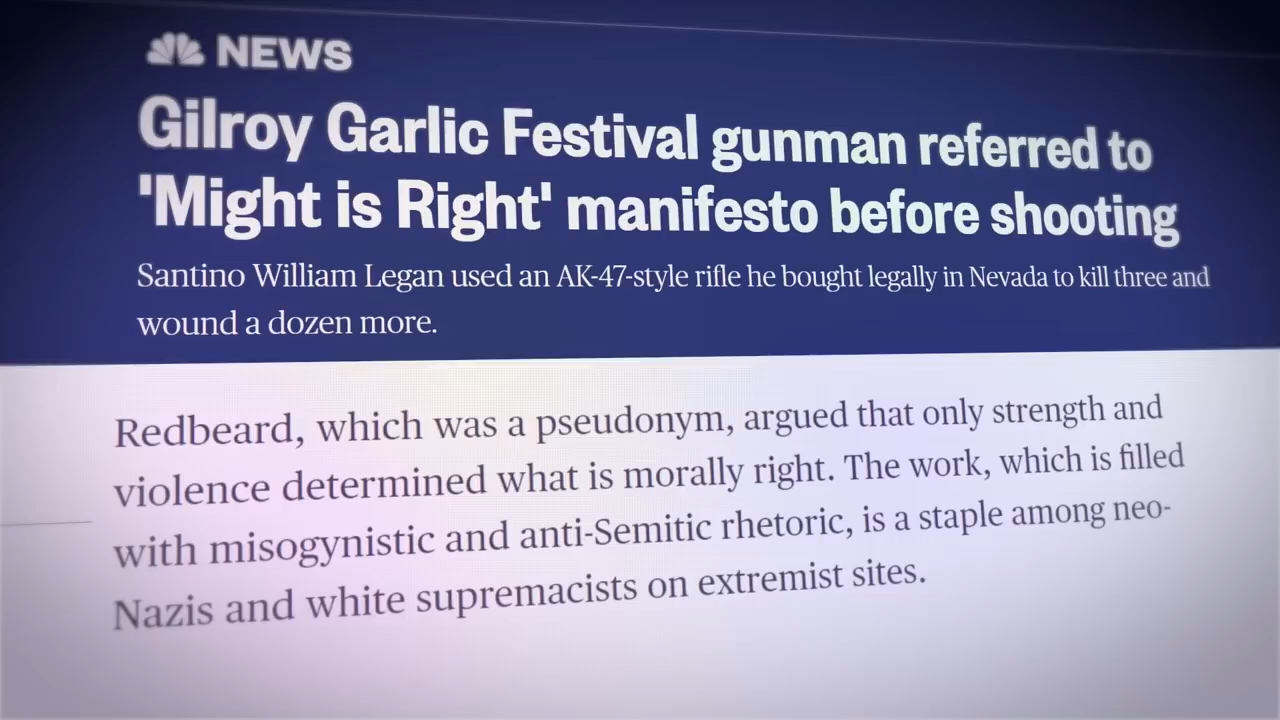 NEWS
Gilroy Garlic Festival gunman referred to
'Might is Right' manifesto before shooting
Santino William Legan used an AK-47-style rifle he bought legally in Nevada to kill three and
wound a dozen more.
Redbeard, which was a pseudonym, argued that only strength and
violence determined what is morally right. The work, which is filled
with misogynistic and anti-Semitic rhetoric, is a staple among neo-
Nazis and white supremacists on extremist sites.